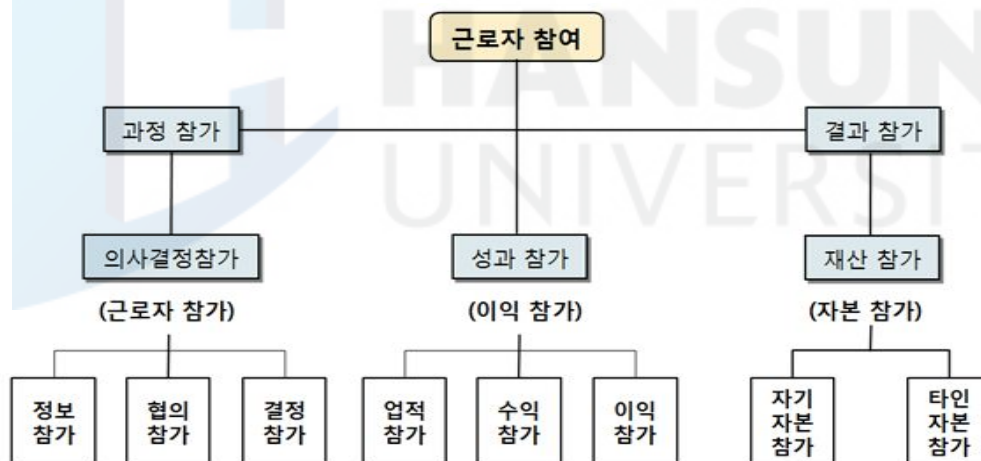 HANSUN
UNIVERSIT
근로자 참여
과정 참가
결과 참가
의사결정참가
성과 참가
재산 참가
(근로자 참가)
(이익 참가)
(자본 참가)
정보
참가
협의
참가
결정
참가
업적
참가
수익
참가
이익
참가
자기
자본
참가
타인
자본
참가